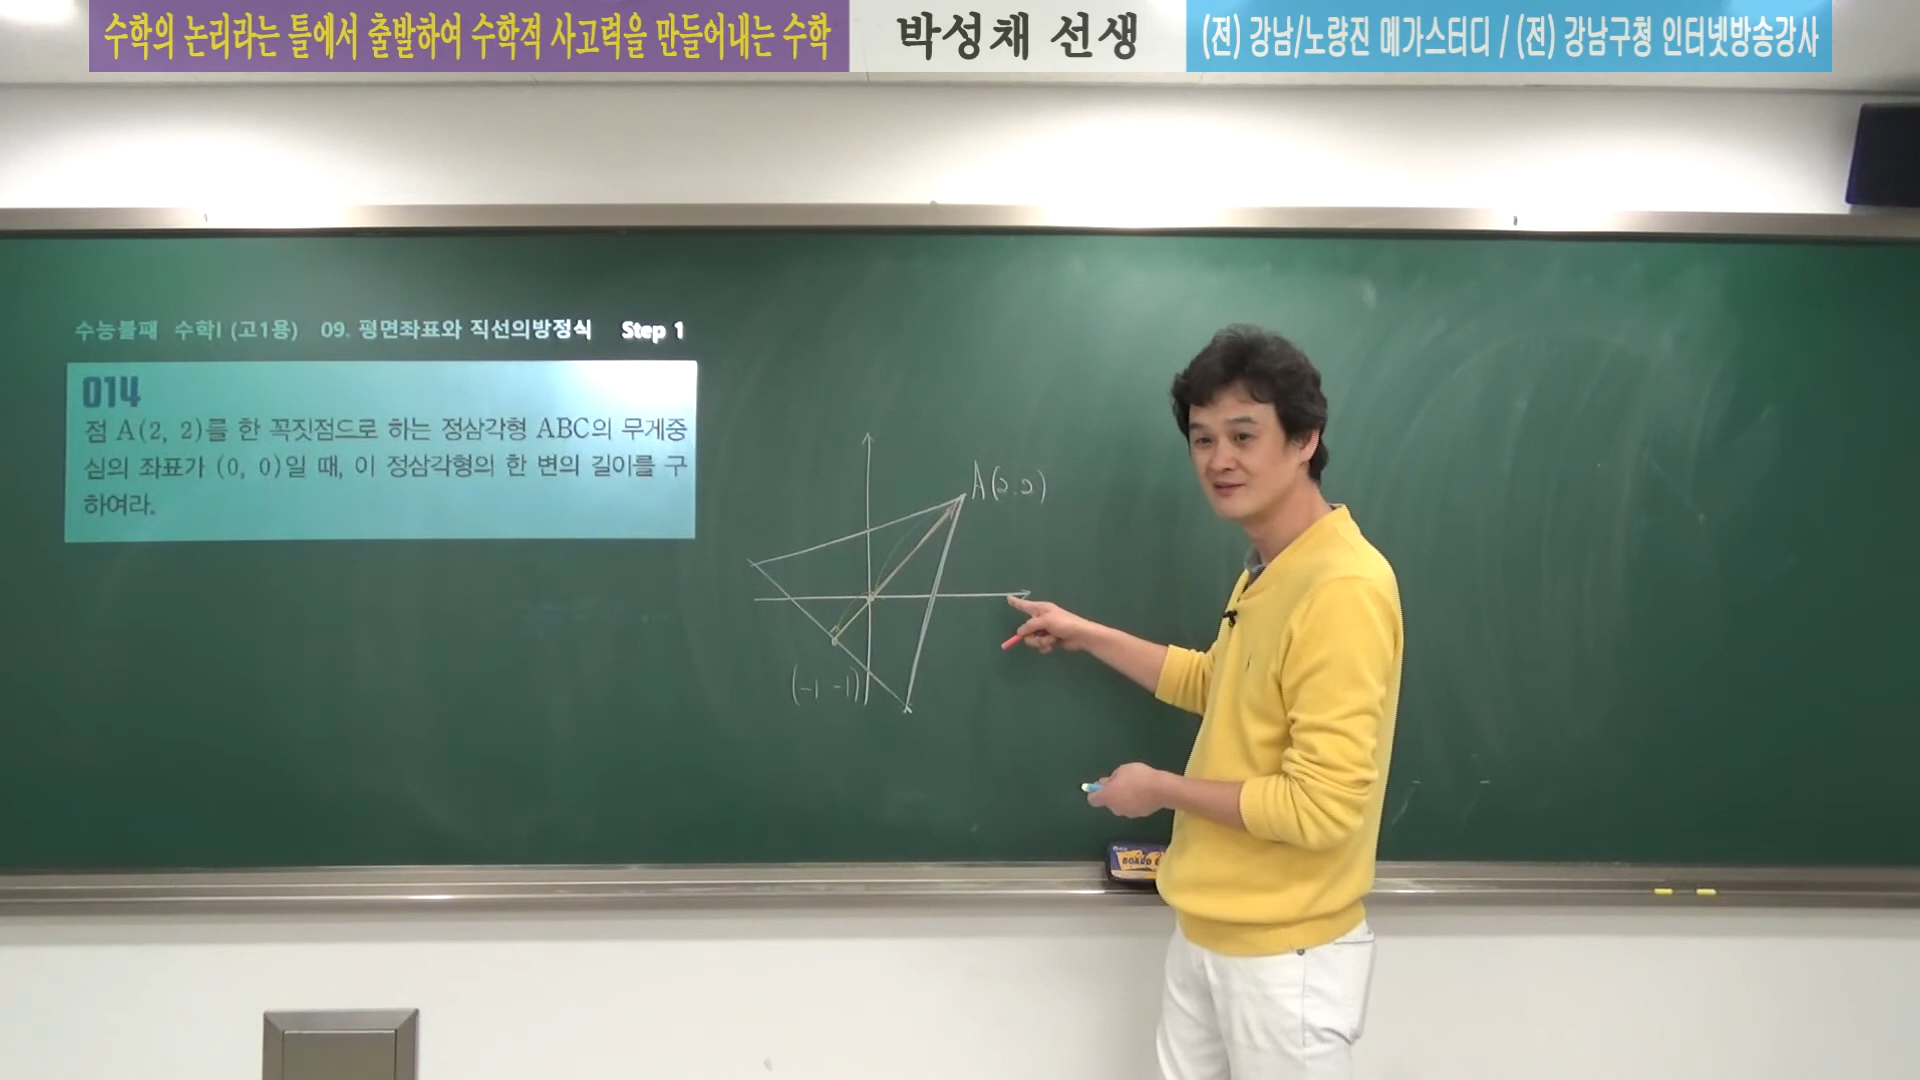 수학의 논리라는 틀에서 출발하여 수학적 사고력을 만들어내는 수학 박성채 선생 (전) 강남/노량진 메가스터디 / (전) 강남구청 인터넷방송강사
수능불패 수학I (고1용) 09. 평면좌표와 직선의방정식 Step 1
014
점 A(2, 2)를 한 꼭짓점으로 하는 정삼각형 ABC의 무게중
심의 좌표가 (0, 0)일 때, 이 정삼각형의 한 변의 길이를 구
하여라.
A(2.2)
(-1 -1)
BOARD